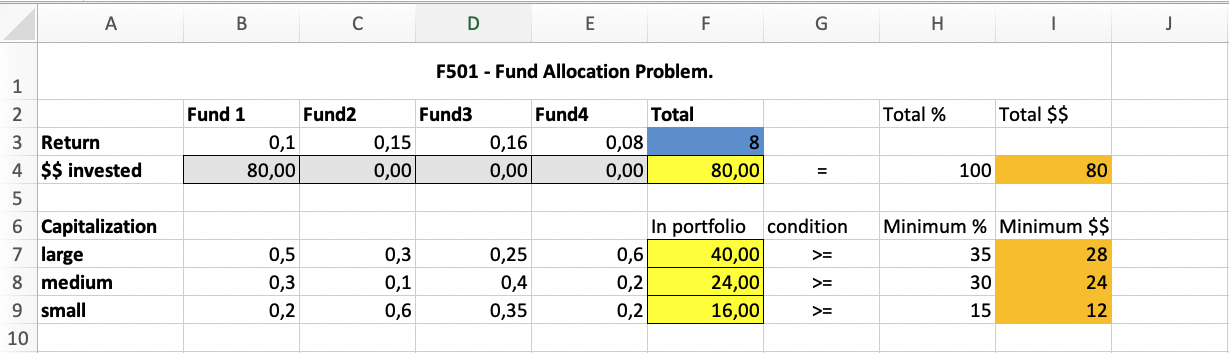 A B C D E F G H I J
1 F501 - Fund Allocation Problem.
2 Fund 1 Fund2 Fund3 Fund4 Total Total % Total $$
3 Return 0,1 0,15 0,16 0,08 8
4 $$ invested 80,00 0,00 0,00 0,00 80,00 = 100 80
5
6 Capitalization In portfolio condition Minimum % Minimum $$
7 large 0,5 0,3 0,25 0,6 40,00 >= 35 28
8 medium 0,3 0,1 0,4 0,2 24,00 >= 30 24
9 small 0,2 0,6 0,35 0,2 16,00 >= 15 12
10